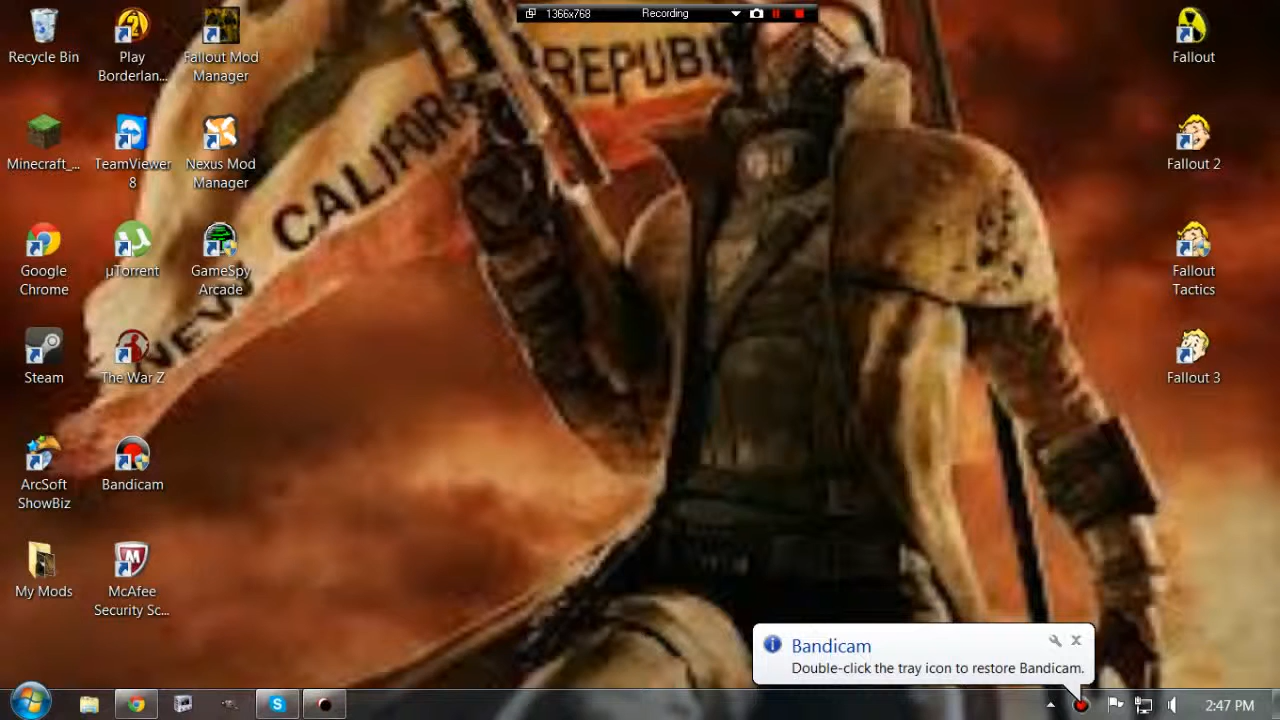 1366x768 Recording
Recycle Bin
Play Borderlan...
Fallout Mod Manager
Minecraft_...
TeamViewer 8
Nexus Mod Manager
Google Chrome
µTorrent
GameSpy Arcade
Steam
The War Z
ArcSoft ShowBiz
Bandicam
My Mods
McAfee Security Sc...
NEW CALIFORNIA REPUBLIC
Fallout
Fallout 2
Fallout Tactics
Fallout 3
Bandicam
Double-click the tray icon to restore Bandicam.
2:47 PM